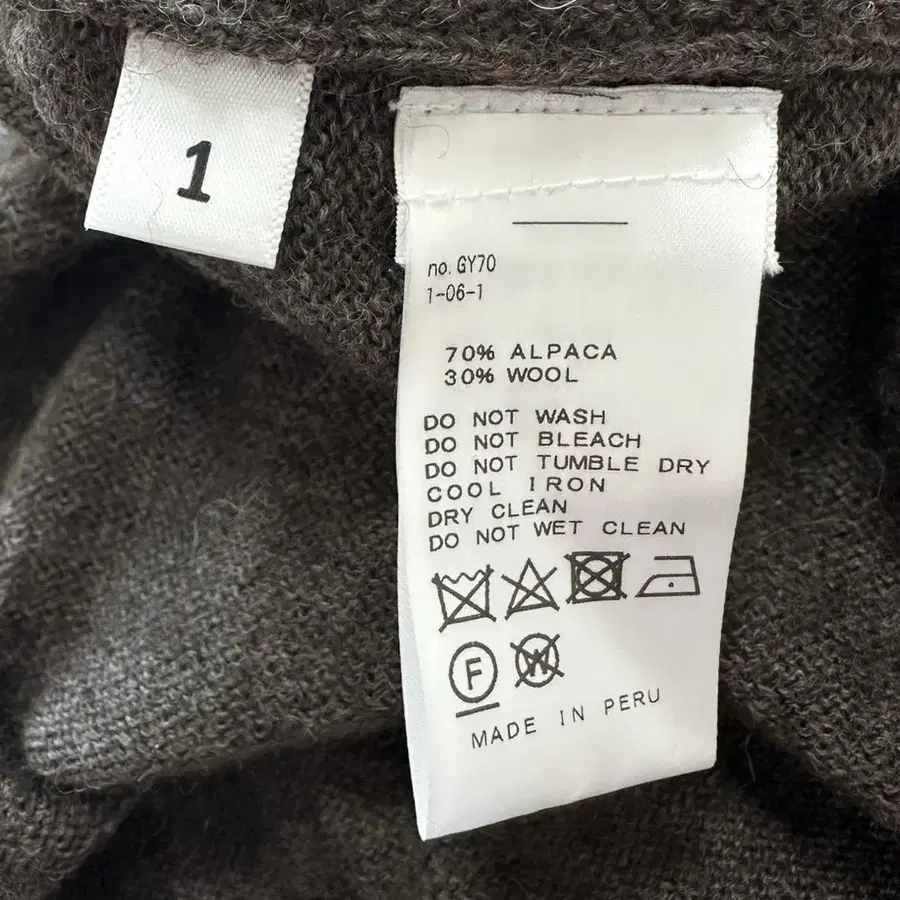 1
no. GY70
1-06-1
70% ALPACA
30% WOOL
DO NOT WASH
DO NOT BLEACH
DO NOT TUMBLE DRY
COOL IRON
DRY CLEAN
DO NOT WET CLEAN
F W
MADE IN PERU